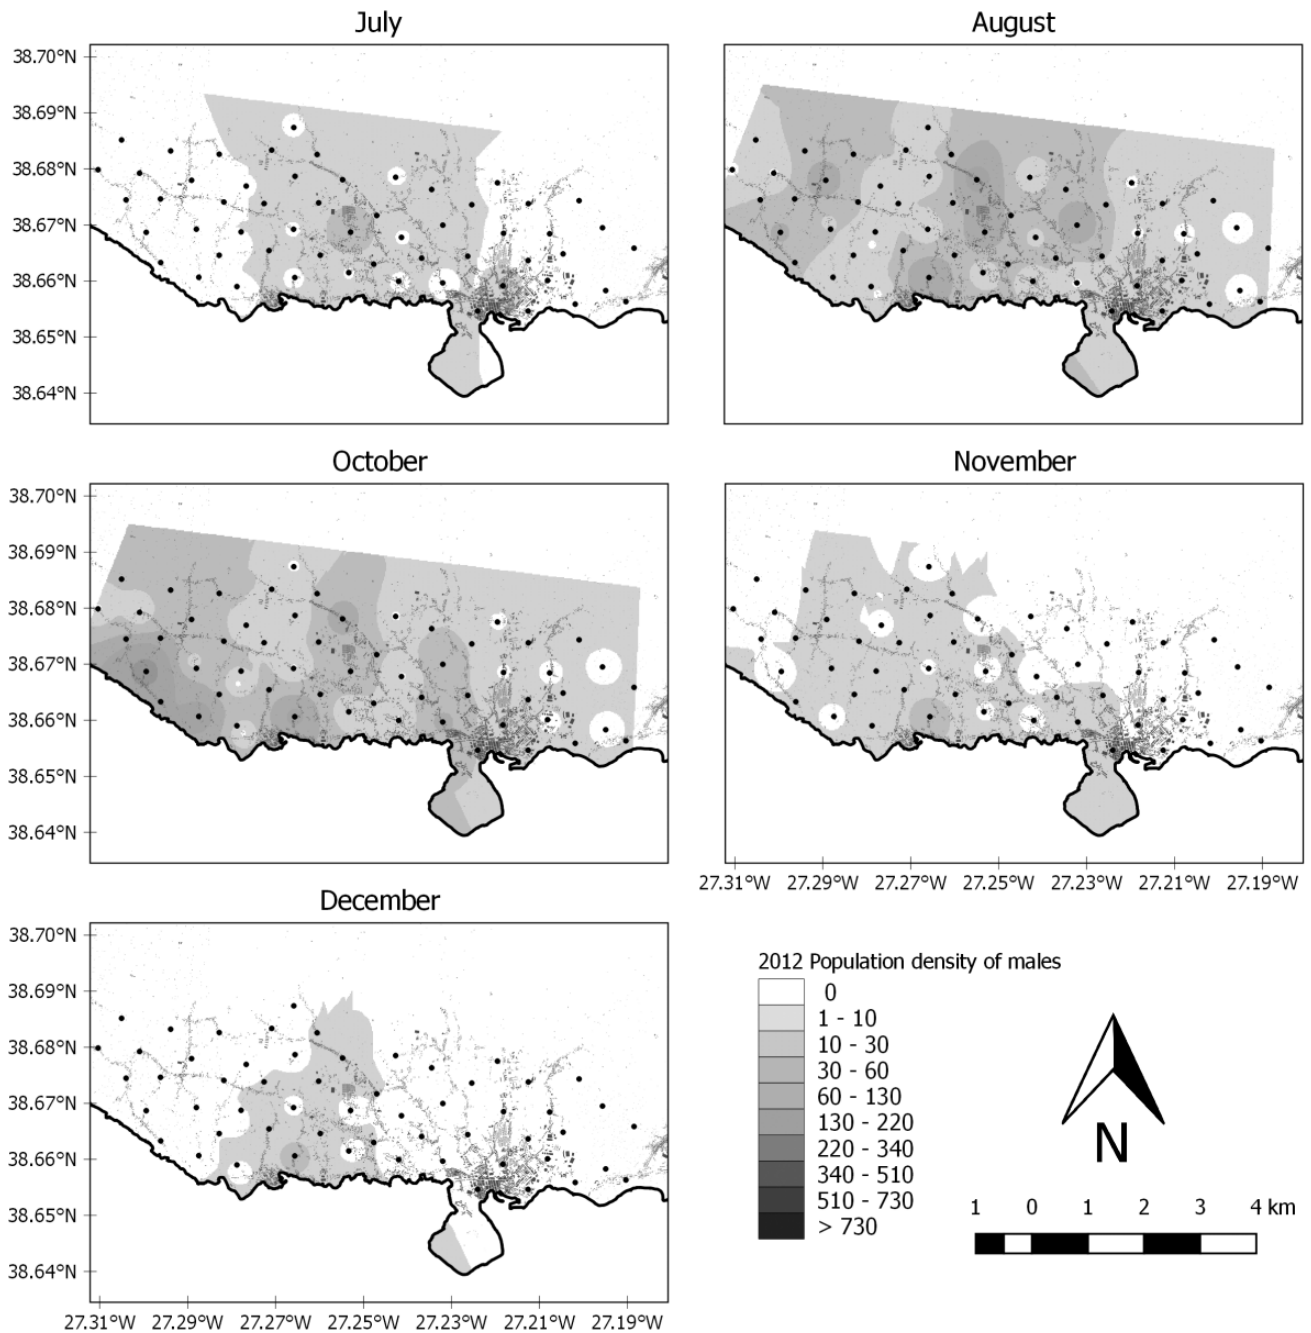 July
August
38.70°N
38.69°N
38.68°N
38.67°N
38.66°N
38.65°N
38.64°N
October
November
38.70°N
38.69°N
38.68°N
38.67°N
38.66°N
38.65°N
38.64°N
27.31°W 27.29°W 27.27°W 27.25°W 27.23°W 27.21°W 27.19°W
December
38.70°N
38.69°N
38.68°N
38.67°N
38.66°N
38.65°N
38.64°N
27.31°W 27.29°W 27.27°W 27.25°W 27.23°W 27.21°W 27.19°W
2012 Population density of males
0
1 - 10
10 - 30
30 - 60
60 - 130
130 - 220
220 - 340
340 - 510
510 - 730
> 730
N
1 0 1 2 3 4 km